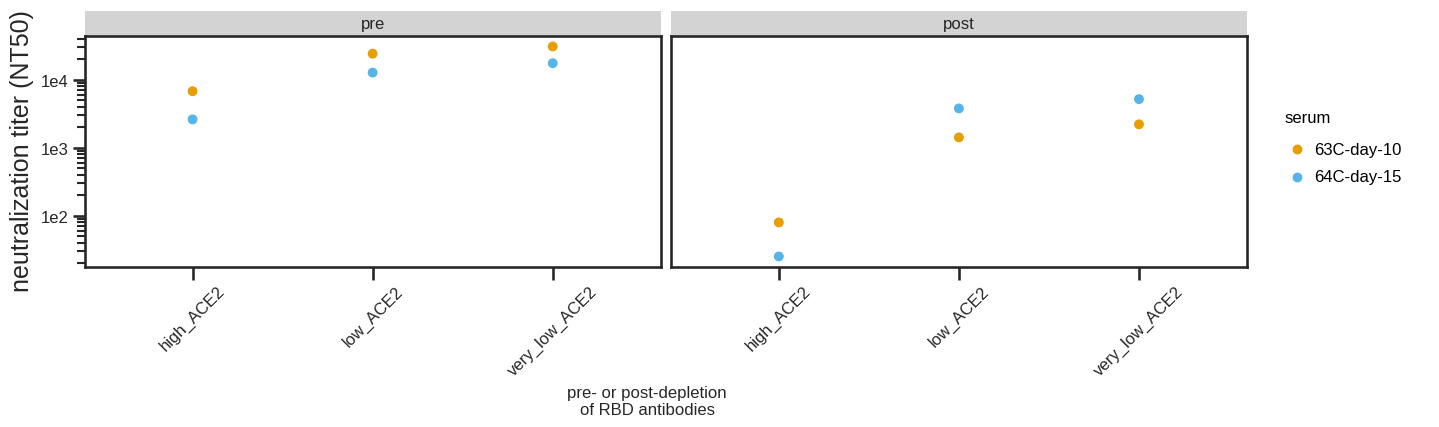 pre
post
neutralization titer (NT50)
1e4
1e3
1e2
high_ACE2
low_ACE2
very_low_ACE2
high_ACE2
low_ACE2
very_low_ACE2
pre- or post-depletion
of RBD antibodies
serum
63C-day-10
64C-day-15